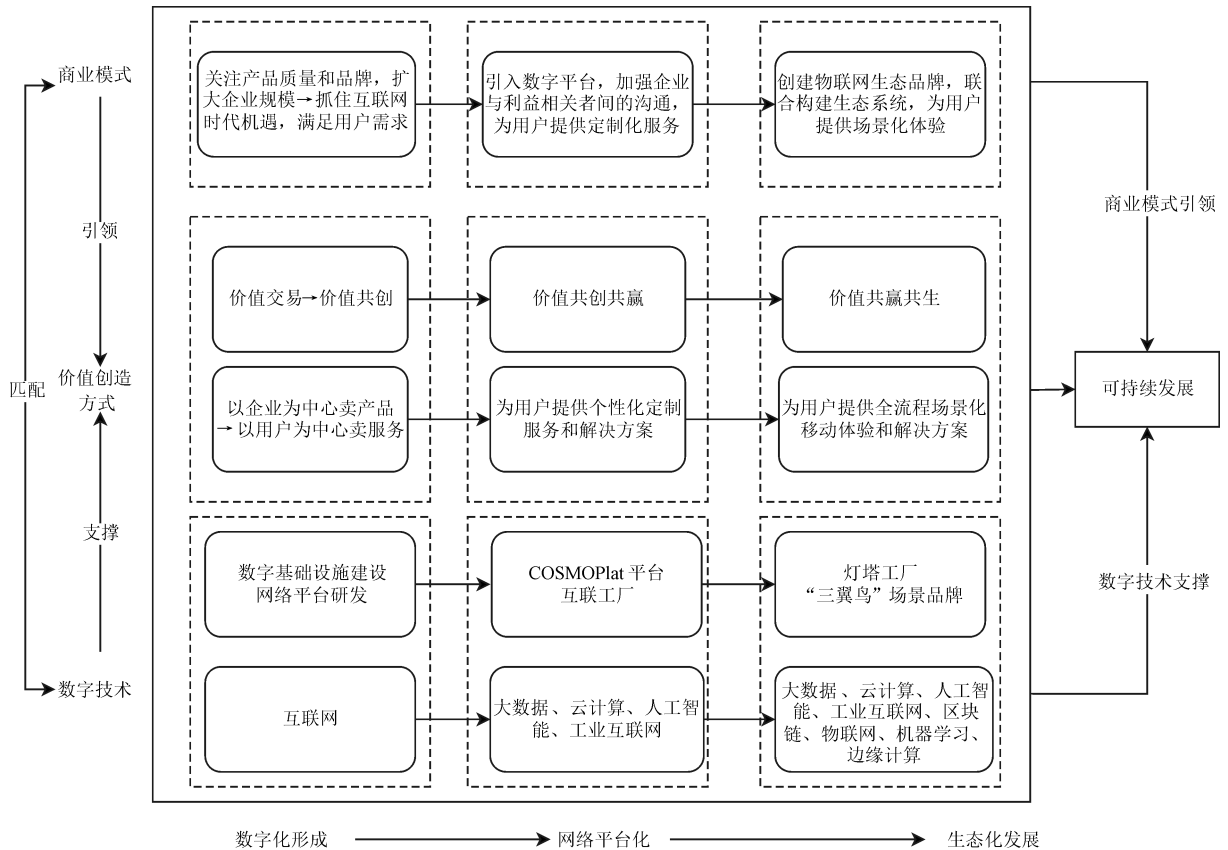 商业模式
引领
匹配
价值创造
方式
支撑
数字技术
关注产品质量和品牌，扩
大企业规模→抓住互联网
时代机遇，满足用户需求
引入数字平台，加强企业
与利益相关者间的沟通，
为用户提供定制化服务
创建物联网生态品牌，联
合构建生态系统，为用户
提供场景化体验
价值交易→价值共创
价值共创共赢
价值共赢共生
以企业为中心卖产品
→以用户为中心卖服务
为用户提供个性化定制
服务和解决方案
为用户提供全流程场景化
移动体验和解决方案
数字基础设施建设
网络平台研发
COSMOPlat 平台
互联工厂
灯塔工厂
“三翼鸟”场景品牌
互联网
大数据、云计算、人工智
能、工业互联网
大数据、云计算、人工智
能、工业互联网、区块
链、物联网、机器学习、
边缘计算
商业模式引领
可持续发展
数字技术支撑
数字化形成
网络平台化
生态化发展